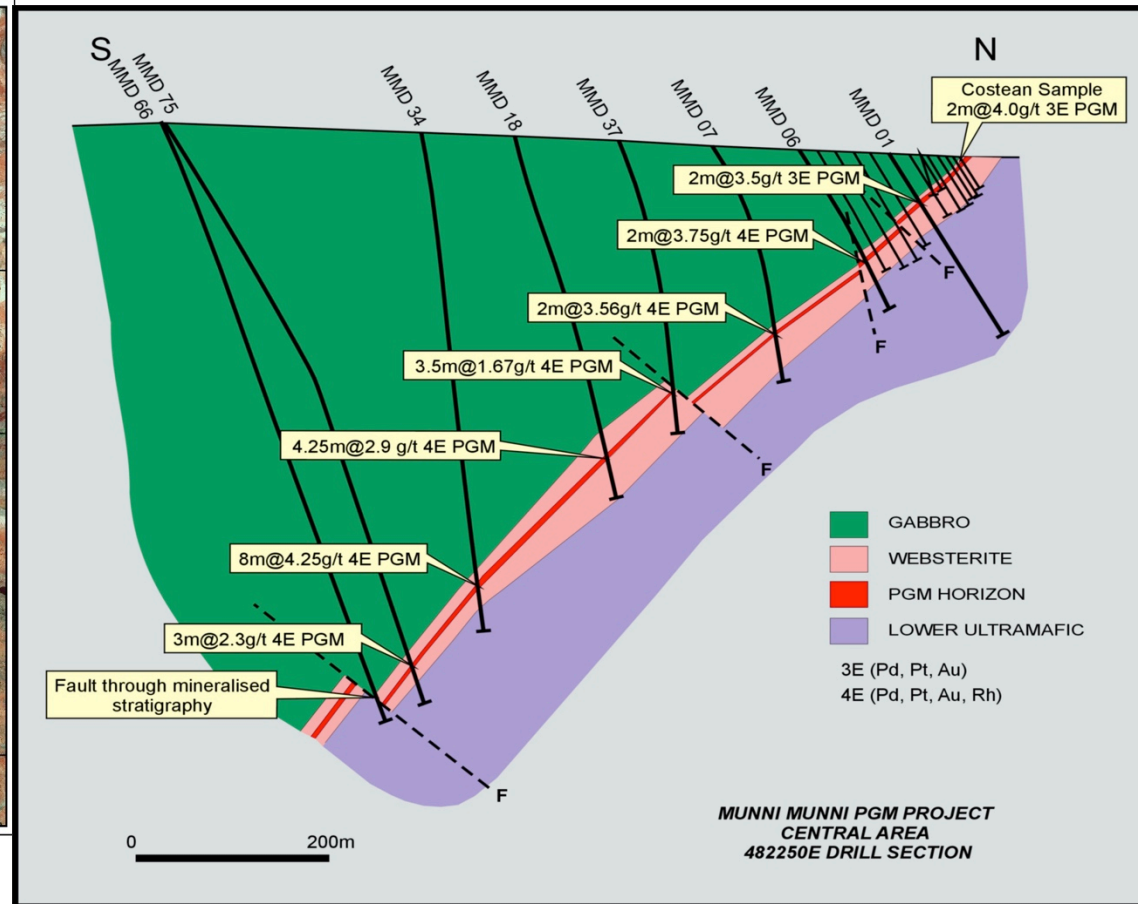 S
N
MMD 66
MMD 75
MMD 34
MMD 18
MMD 37
MMD 07
MMD 06
MMD 01
Costean Sample
2m@4.0g/t 3E PGM
2m@3.5g/t 3E PGM
2m@3.75g/t 4E PGM
2m@3.56g/t 4E PGM
3.5m@1.67g/t 4E PGM
4.25m@2.9 g/t 4E PGM
8m@4.25g/t 4E PGM
3m@2.3g/t 4E PGM
Fault through mineralised
stratigraphy
F
F
F
F
GABBRO
WEBSTERITE
PGM HORIZON
LOWER ULTRAMAFIC
3E (Pd, Pt, Au)
4E (Pd, Pt, Au, Rh)
0 200m
MUNNI MUNNI PGM PROJECT
CENTRAL AREA
482250E DRILL SECTION